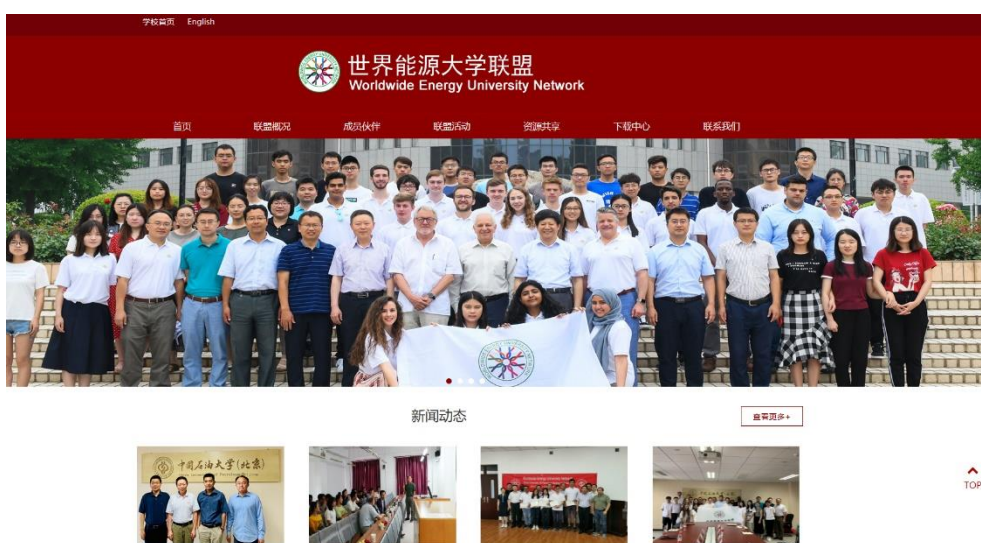 学校首页 English
世界能源大学联盟
Worldwide Energy University Network
首页 联盟概况 成员伙伴 联盟活动 资源共享 下载中心 联系我们
新闻动态
查看更多+
中国石油大学(北京)
TOP